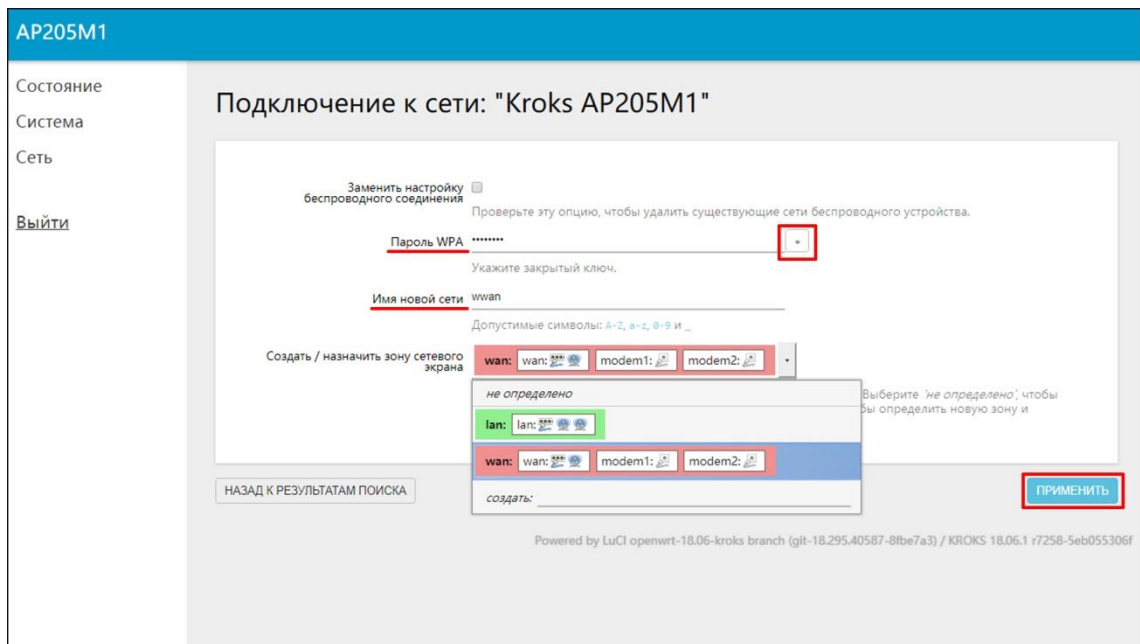 AP205M1
Состояние
Система
Сеть
Выйти
Подключение к сети: "Kroks AP205M1"
Заменить настройку
беспроводного соединения
Проверьте эту опцию, чтобы удалить существующие сети беспроводного устройства.
Пароль WPA ••••••••
*
Укажите закрытый ключ.
Имя новой сети wwan
Допустимые символы: A-Z, a-z, 0-9 и _
Создать / назначить зону сетевого
экрана
wan: wan: modem1: modem2:
не определено
Выберите 'не определено', чтобы
бы определить новую зону и
lan: lan:
wan: wan: modem1: modem2:
создать:
НАЗАД К РЕЗУЛЬТАТАМ ПОИСКА
ПРИМЕНИТЬ
Powered by LuCI openwrt-18.06-kroks branch (git-18.295.40587-8fbe7a3) / KROKS 18.06.1 r7258-5eb055306f